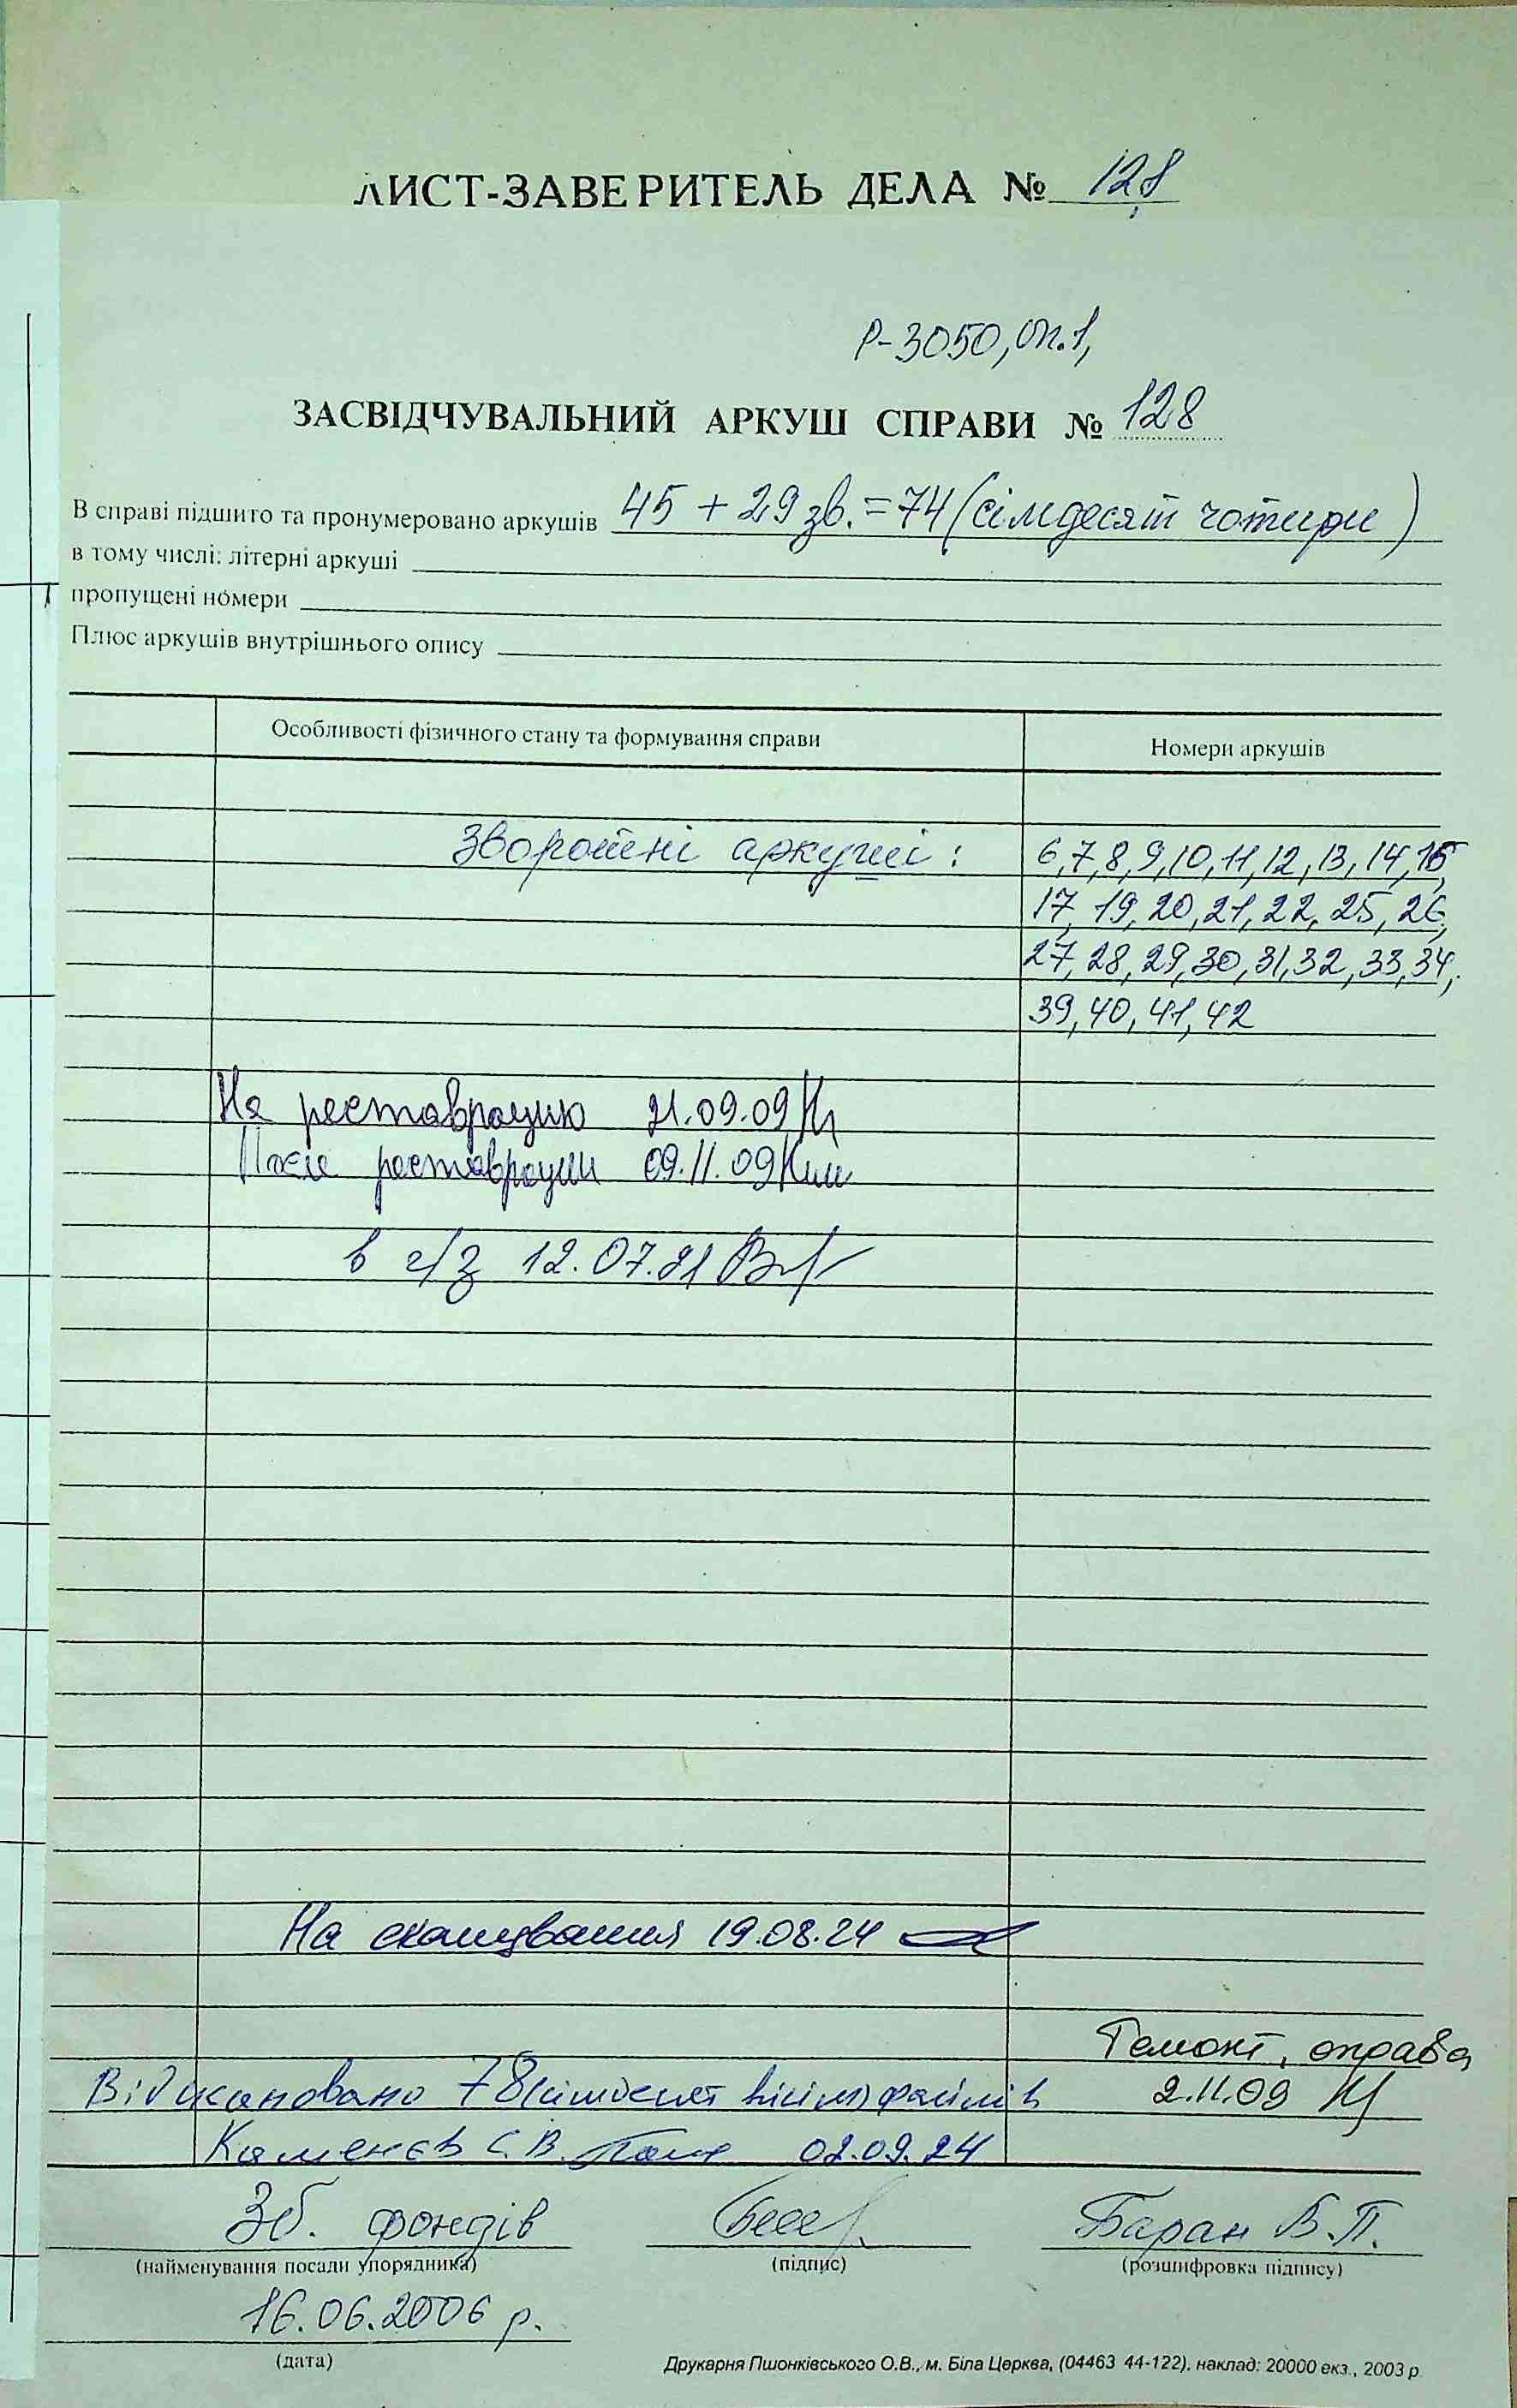 ЛИСТ-ЗАВЕРИТЕЛЬ ДЕЛА № 128
Р-3050, оп.1,
ЗАСВІДЧУВАЛЬНИЙ АРКУШ СПРАВИ № 128
В справі підшито та пронумеровано аркушів 45 + 29 зв. = 74 (сімдесят чотири)
в тому числі: літерні аркуші
пропущені номери
Плюс аркушів внутрішнього опису
Особливості фізичного стану та формування справи
Номери аркушів
Зворотні аркуші: 6,7,8,9,10,11,12,13,14,15,
17, 19, 20, 21, 22, 25, 26,
27, 28, 29, 30, 31, 32, 33, 34,
39, 40, 41, 42
На реставрацию 21.09.09
После реставрации 09.11.09
в ч/з 12.07.21
На сканування 19.08.24
Ремонт, оправа
Відскановано 78 (сімдесят вісім) файлів 2.11.09
Каменєв С.В. 02.09.24
Зб. фондів Баран В.П.
(найменування посади упорядника) (підпис) (розшифровка підпису)
16.06.2006 р.
(дата)
Друкарня Пшонківського О.В., м. Біла Церква, (04463 44-122), наклад: 20000 екз., 2003 р